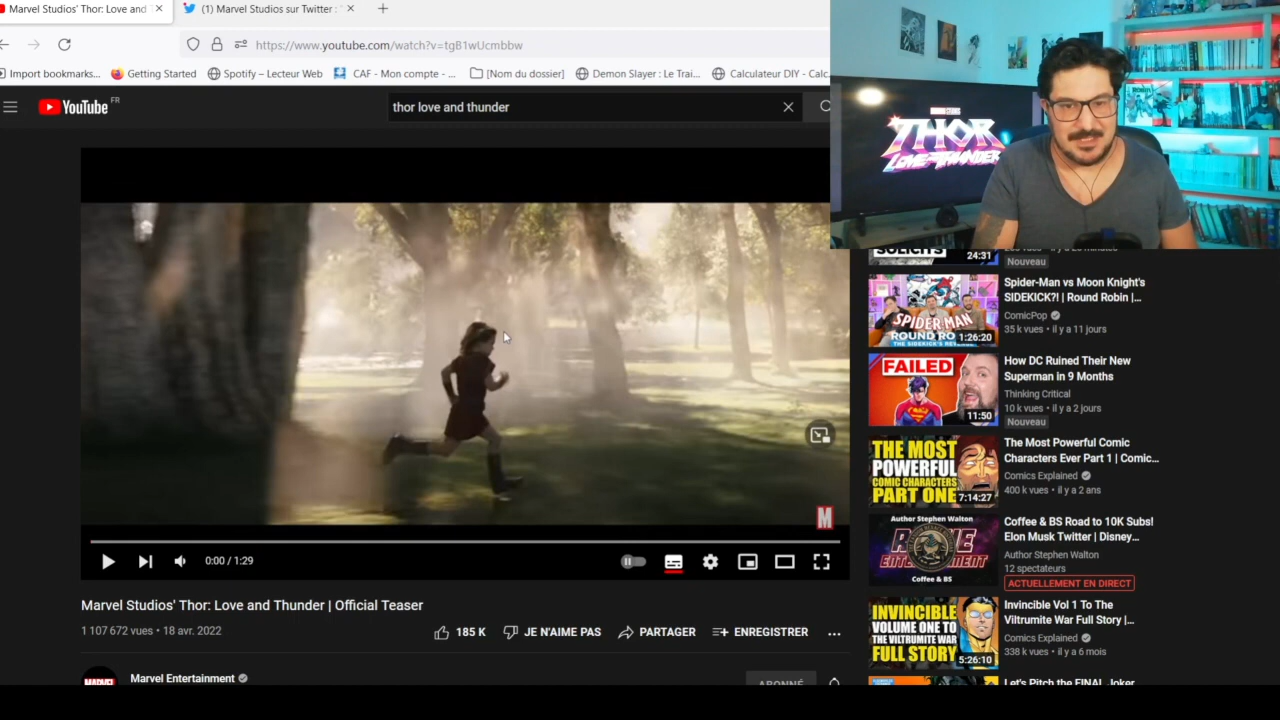 Marvel Studios' Thor: Love and
(1) Marvel Studios sur Twitter :
https://www.youtube.com/watch?v=tgB1wUcmbbw
Import bookmarks...
Getting Started
Spotify – Lecteur Web
CAF - Mon compte - ...
[Nom du dossier]
Demon Slayer : Le Trai...
Calculateur DIY - Calc...
YouTube FR
thor love and thunder
THOR
LOVE AND THUNDER
24:31
Nouveau
Spider-Man vs Moon Knight's
SIDEKICK?! | Round Robin |...
ComicPop
35 k vues • il y a 11 jours
SPIDER-MAN
1:26:20
How DC Ruined Their New
Superman in 9 Months
Thinking Critical
10 k vues • il y a 2 jours
Nouveau
FAILED
11:50
The Most Powerful Comic
Characters Ever Part 1 | Comic...
Comics Explained
400 k vues • il y a 2 ans
THE MOST
POWERFUL
COMIC CHARACTERS
PART ONE
7:14:27
Coffee & BS Road to 10K Subs!
Elon Musk Twitter | Disney...
Author Stephen Walton
12 spectateurs
ACTUELLEMENT EN DIRECT
Author Stephen Walton
Coffee & BS
Invincible Vol 1 To The
Viltrumite War Full Story |...
Comics Explained
338 k vues • il y a 6 mois
INVINCIBLE
VOLUME ONE TO
THE VILTRUMITE WAR
FULL STORY
5:26:10
Let's Pitch the FINAL Joker
M
0:00 / 1:29
Marvel Studios' Thor: Love and Thunder | Official Teaser
1 107 672 vues • 18 avr. 2022
185 K
JE N'AIME PAS
PARTAGER
ENREGISTRER
MARVEL
Marvel Entertainment
ABONNÉ